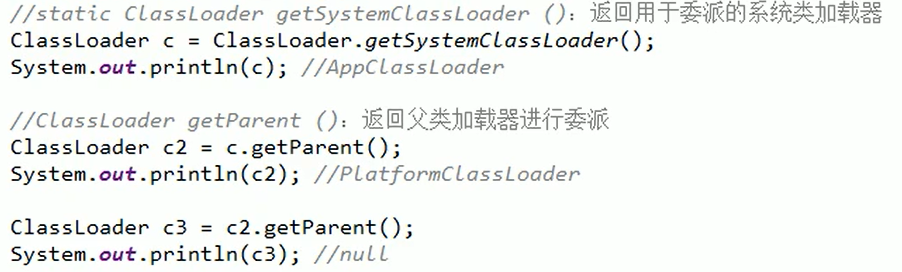 //static ClassLoader getSystemClassLoader ()：返回用于委派的系统类加载器
ClassLoader c = ClassLoader.getSystemClassLoader();
System.out.println(c); //AppClassLoader
//ClassLoader getParent ()：返回父类加载器进行委派
ClassLoader c2 = c.getParent();
System.out.println(c2); //PlatformClassLoader
ClassLoader c3 = c2.getParent();
System.out.println(c3); //null